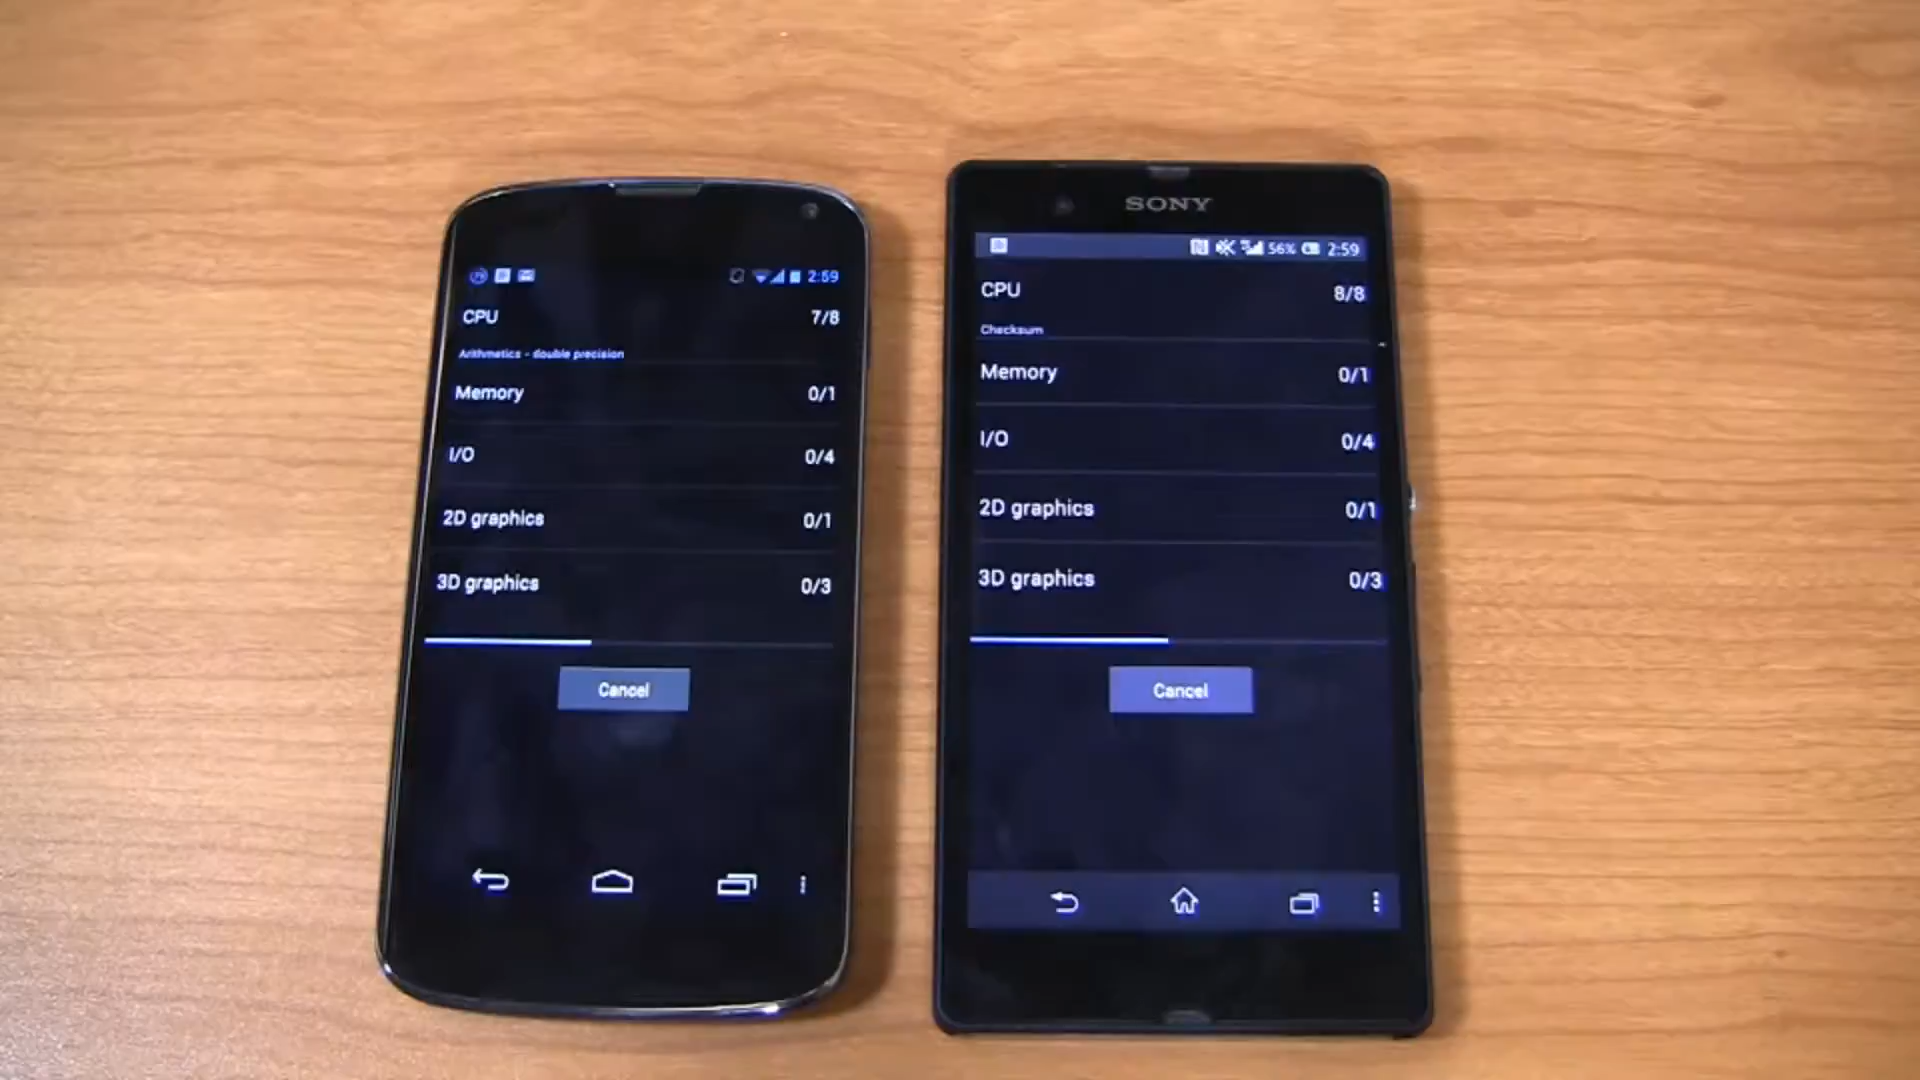 2:59
CPU 7/8
Arithmetics - double precision
Memory 0/1
I/O 0/4
2D graphics 0/1
3D graphics 0/3
Cancel
SONY
56% 2:59
CPU 8/8
Checksum
Memory 0/1
I/O 0/4
2D graphics 0/1
3D graphics 0/3
Cancel